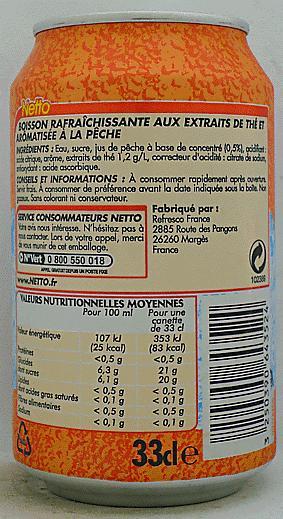 Netto
BOISSON RAFRAÎCHISSANTE AUX EXTRAITS DE THÉ ET
AROMATISÉE À LA PÊCHE
INGRÉDIENTS : Eau, sucre, jus de pêche à base de concentré (0,5%), acidifiant :
acide citrique, arôme, extraits de thé 1,2 g/L, correcteur d'acidité : citrate de sodium,
antioxydant : acide ascorbique.
CONSEILS ET INFORMATIONS : À consommer rapidement après ouverture.
Servir frais. À consommer de préférence avant la date indiquée sous la boîte. Non
gazeux. Sans colorant ni conservateur.
SERVICE CONSOMMATEURS NETTO
Votre avis nous intéresse. N'hésitez pas à
nous contacter. Lors de votre appel, merci
de vous munir de cet emballage.
N°Vert 0 800 550 018
APPEL GRATUIT DEPUIS UN POSTE FIXE
www.NETTO.fr
Fabriqué par :
Refresco France
2885 Route des Pangons
26260 Margès
France
VALEURS NUTRITIONNELLES MOYENNES
Pour 100 ml Pour une
canette
de 33 cl
Valeur énergétique 107 kJ 353 kJ
(25 kcal) (83 kcal)
Protéines <0,5 g <0,5 g
Glucides 6,3 g 21 g
dont sucres 6,1 g 20 g
Lipides <0,5 g <0,5 g
dont acides gras saturés <0,1 g <0,1 g
Fibres alimentaires <0,5 g <0,5 g
Sodium <0,1 g <0,1 g
33cl e